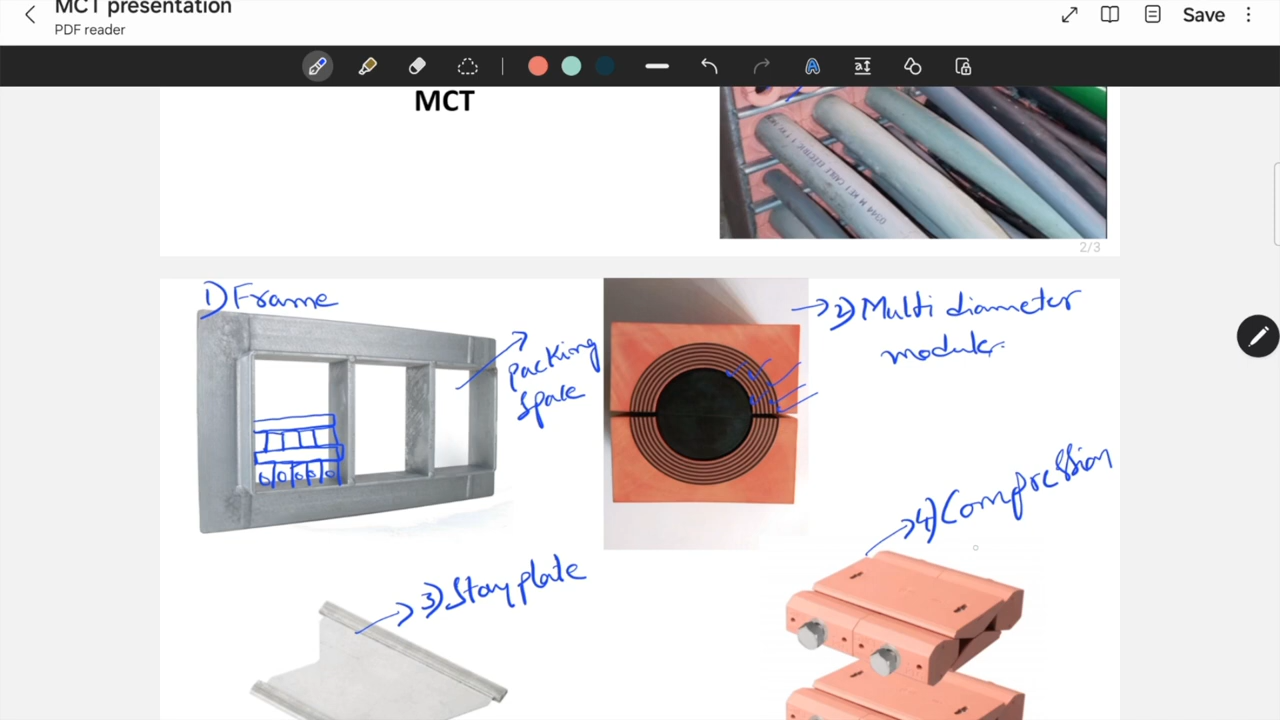 MCT presentation
PDF reader
Save
MCT
2/3
1) Frame
packing
space
2) Multi diameter
module.
3) Stay plate
4) Compression